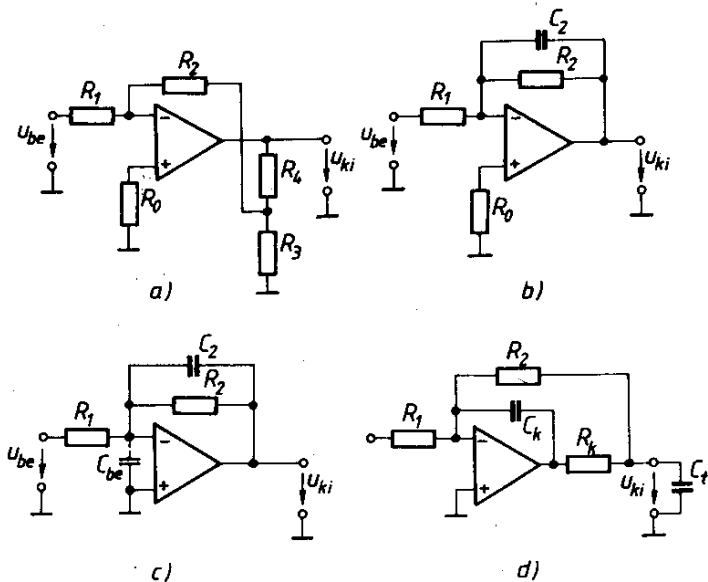 R1
R2
ube
−
+
R0
R4
R3
uki
a)
C2
R2
R1
ube
−
+
R0
uki
b)
C2
R2
R1
ube
Cbe
−
+
uki
c)
R2
R1
Ck
Rk
−
+
uki
Ct
d)